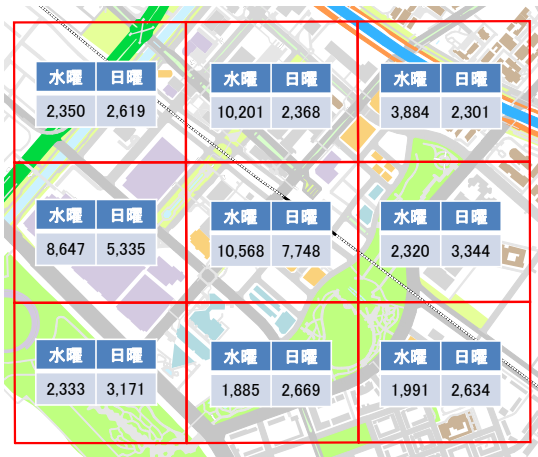 水曜 日曜 水曜 日曜 水曜 日曜
2,350 2,619 10,201 2,368 3,884 2,301
水曜 日曜 水曜 日曜 水曜 日曜
8,647 5,335 10,568 7,748 2,320 3,344
水曜 日曜 水曜 日曜 水曜 日曜
2,333 3,171 1,885 2,669 1,991 2,634